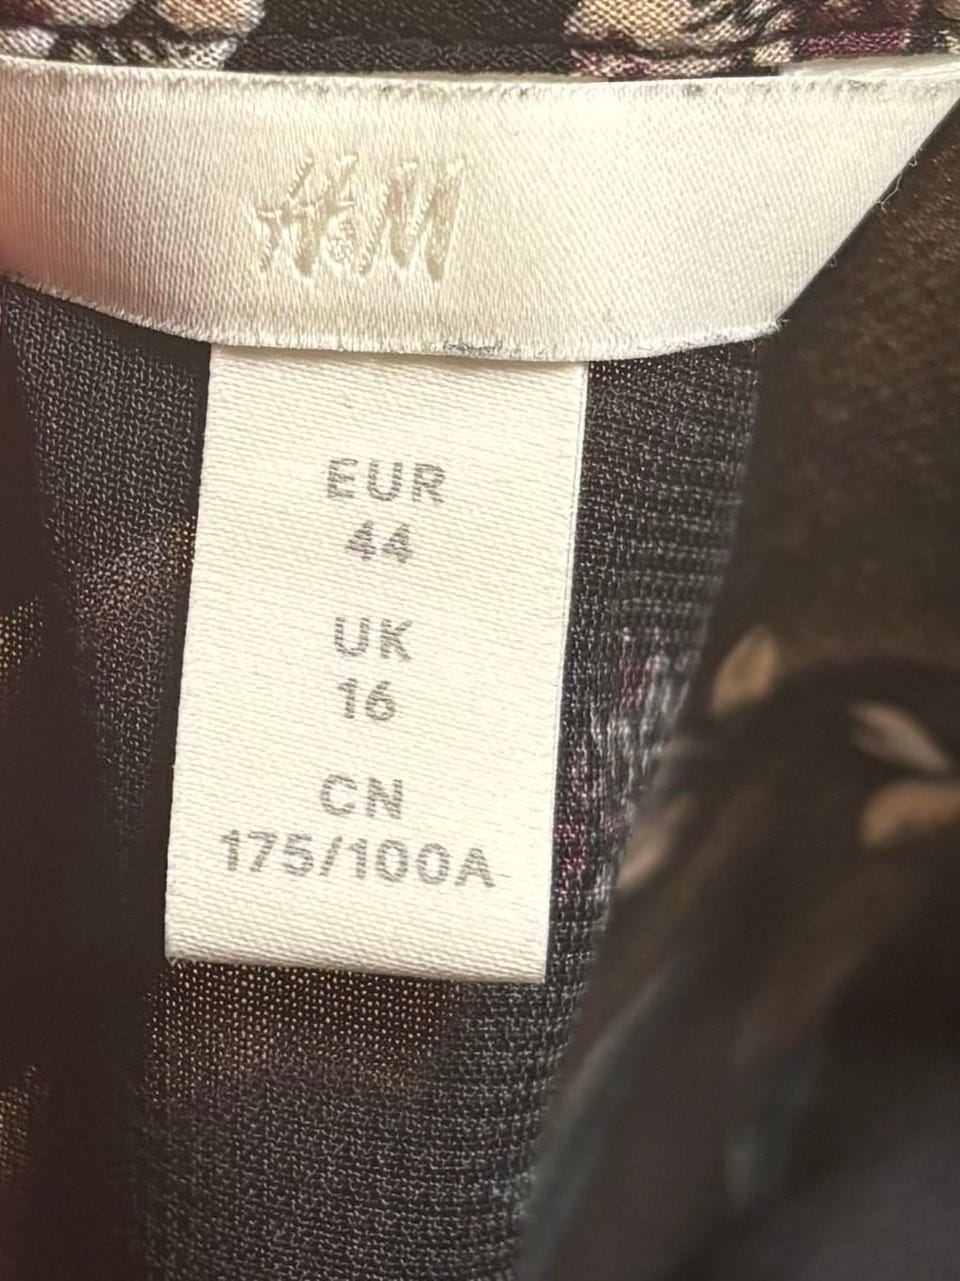 H&M
EUR
44
UK
16
CN
175/100A